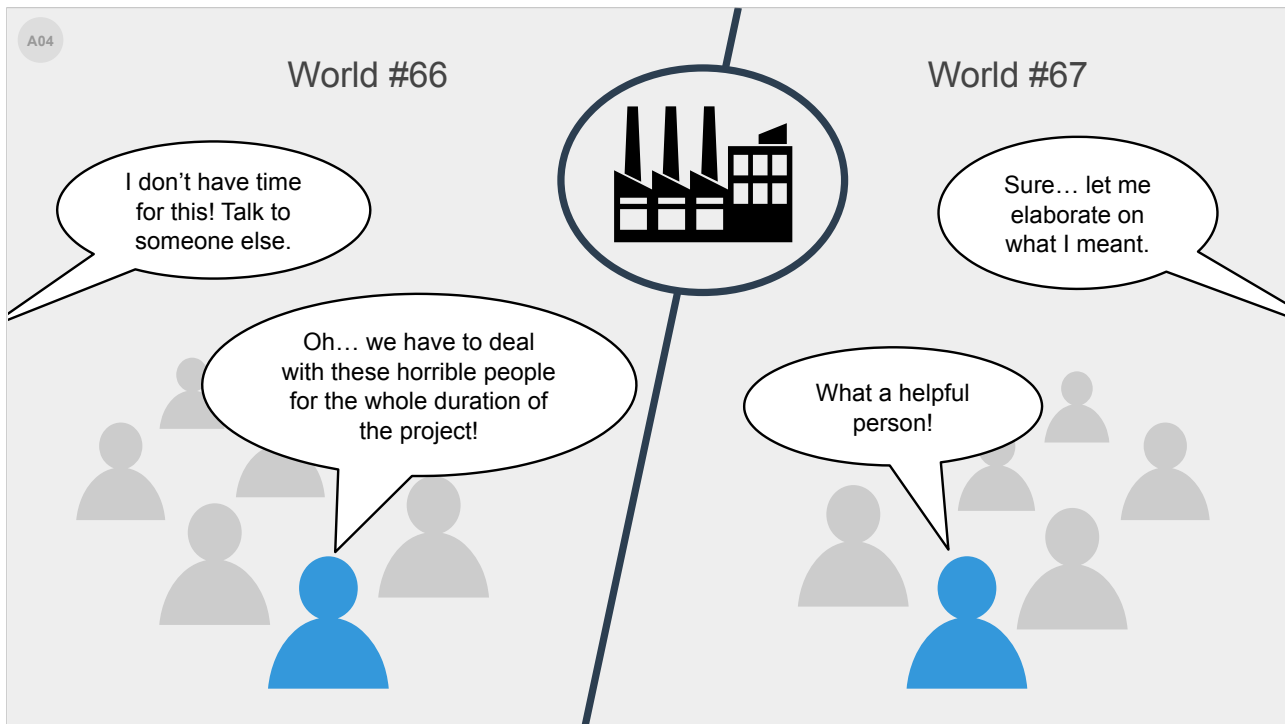 A04
World #66
World #67
I don’t have time
for this! Talk to
someone else.
Sure… let me
elaborate on
what I meant.
Oh… we have to deal
with these horrible people
for the whole duration of
the project!
What a helpful
person!